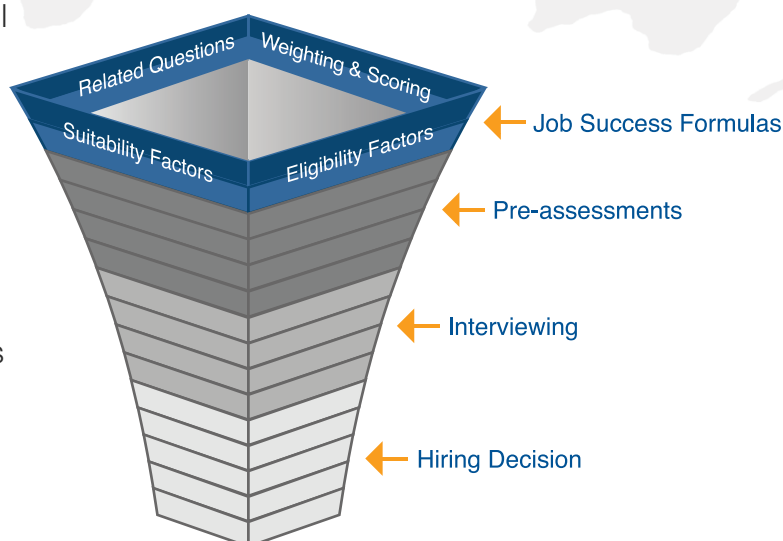 l
Related Questions
Weighting & Scoring
Suitability Factors
Eligibility Factors
Job Success Formulas
Pre-assessments
Interviewing
s
Hiring Decision